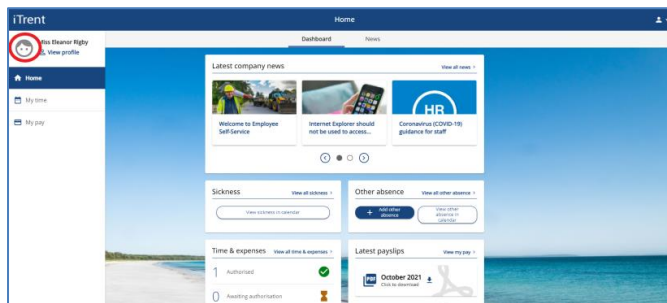 iTrent
Home
Miss Eleanor Rigby
View profile
Home
My time
My pay
Dashboard
News
Latest company news
View all news
Welcome to Employee
Self-Service
Internet Explorer should
not be used to access...
HR
Coronavirus (COVID-19)
guidance for staff
Sickness
View all sickness
View sickness in calendar
Other absence
View all other absence
Add other
absence
View other
absence in
calendar
Time & expenses
View all time & expenses
1 Authorised
0 Awaiting authorisation
Latest payslips
View my pay
PDF
October 2021
Click to download